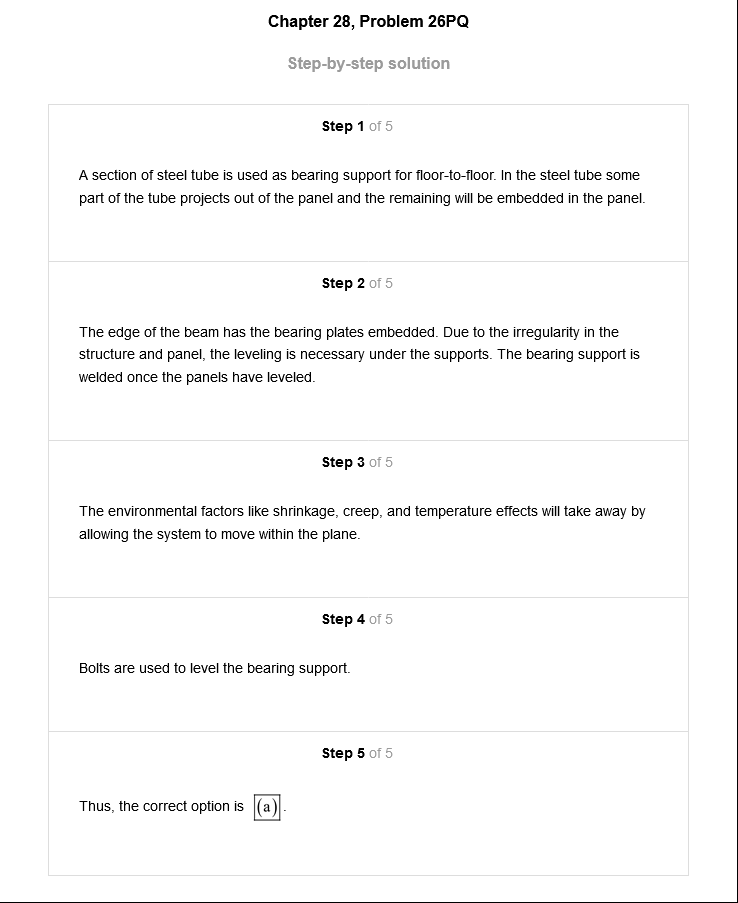 Chapter 28, Problem 26PQ
Step-by-step solution
Step 1 of 5
A section of steel tube is used as bearing support for floor-to-floor. In the steel tube some
part of the tube projects out of the panel and the remaining will be embedded in the panel.
Step 2 of 5
The edge of the beam has the bearing plates embedded. Due to the irregularity in the
structure and panel, the leveling is necessary under the supports. The bearing support is
welded once the panels have leveled.
Step 3 of 5
The environmental factors like shrinkage, creep, and temperature effects will take away by
allowing the system to move within the plane.
Step 4 of 5
Bolts are used to level the bearing support.
Step 5 of 5
Thus, the correct option is (a).